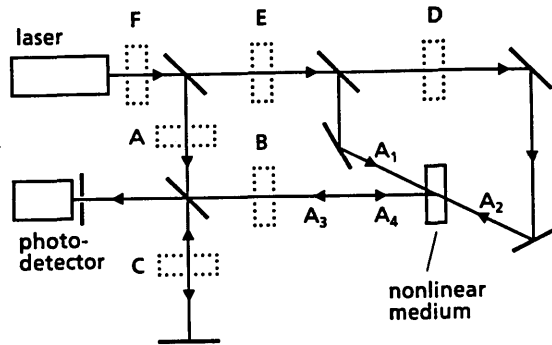 F
E
D
laser
A
B
A1
A2
A3
A4
photo-
detector
C
nonlinear
medium